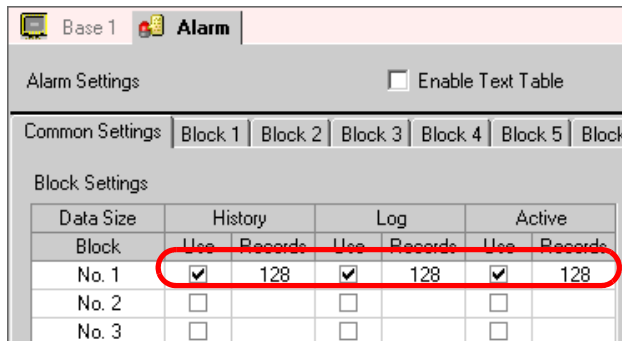 Base 1 Alarm
Alarm Settings Enable Text Table
Common Settings Block 1 Block 2 Block 3 Block 4 Block 5 Block
Block Settings
Data Size History Log Active
Block Use Records Use Records Use Records
No. 1 128 128 128
No. 2
No. 3